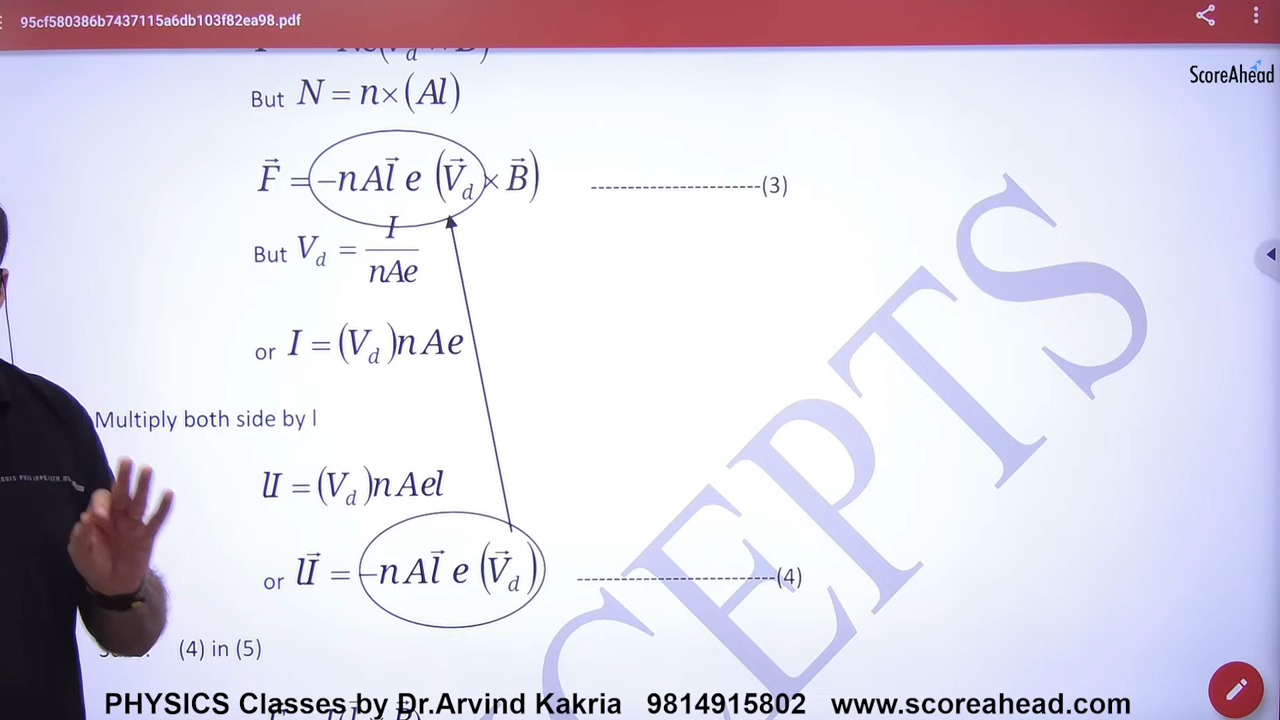 95cf580386b7437115a6db103f82ea98.pdf
ScoreAhead
But N = n×(Al)
F⃗ = −nAl⃗ e (V⃗d × B⃗) ----------------------(3)
But Vd = I/nAe
or I = (Vd)nAe
Multiply both side by l
lI = (Vd)nAel
or lI⃗ = −nAl⃗ e (V⃗d) -------------------------(4)
(4) in (5)
CEPTS
PHYSICS Classes by Dr.Arvind Kakria 9814915802 www.scoreahead.com